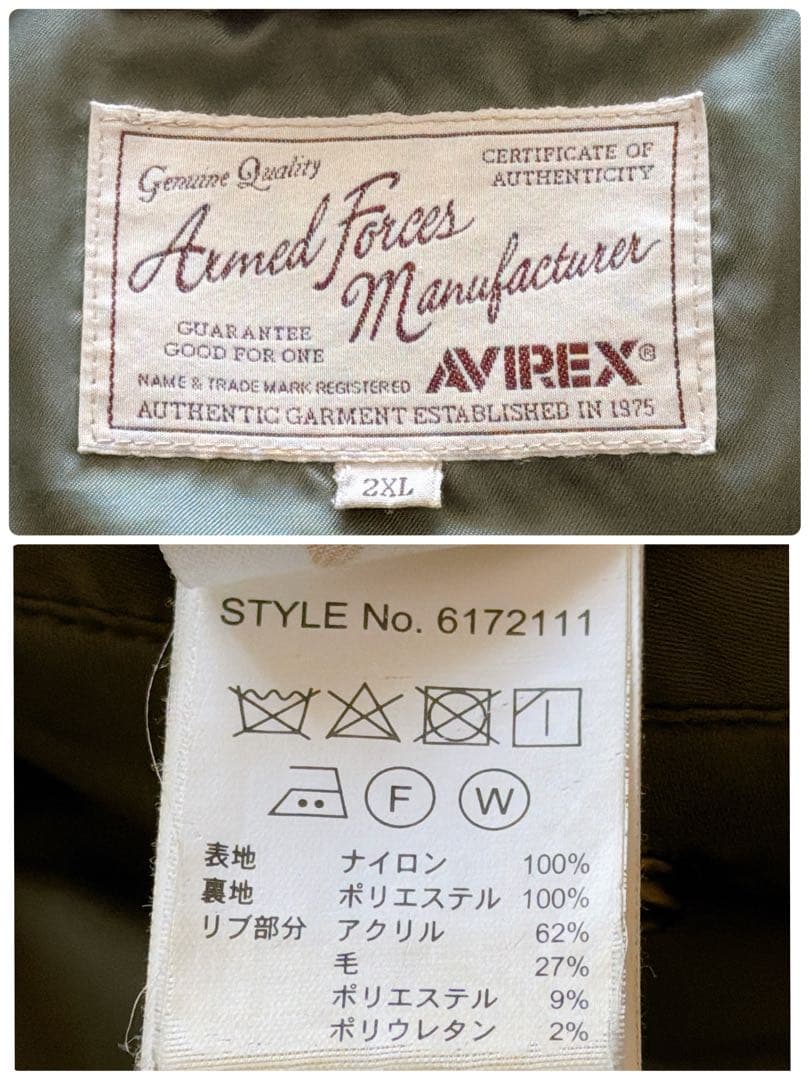 Genuine Quality
CERTIFICATE OF
AUTHENTICITY
Armed Forces
Manufacturer
GUARANTEE
GOOD FOR ONE
AVIREX®
NAME & TRADE MARK REGISTERED
AUTHENTIC GARMENT ESTABLISHED IN 1975
2XL
STYLE No. 6172111
F W
表地 ナイロン 100%
裏地 ポリエステル 100%
リブ部分 アクリル 62%
毛 27%
ポリエステル 9%
ポリウレタン 2%